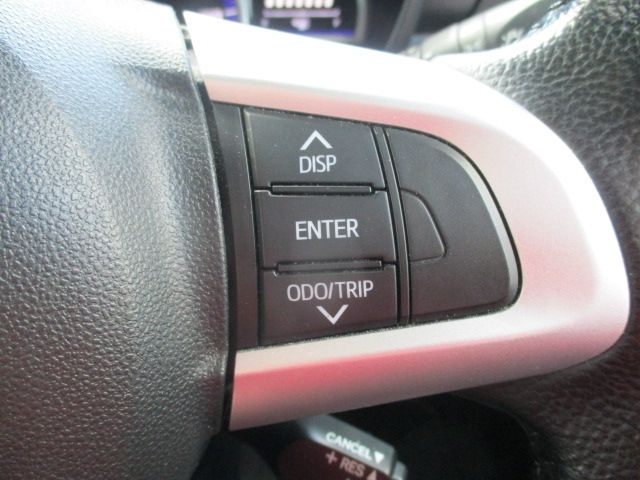 DISP
ENTER
ODO/TRIP
CANCEL
+ RES